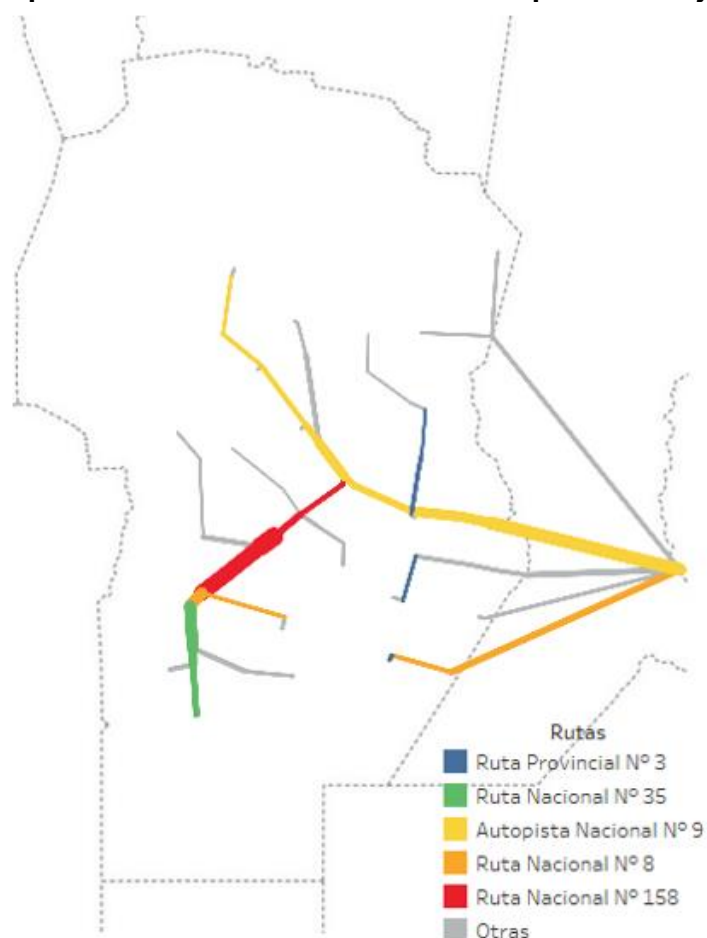 Rutas
Ruta Provincial Nº 3
Ruta Nacional Nº 35
Autopista Nacional Nº 9
Ruta Nacional Nº 8
Ruta Nacional Nº 158
Otras